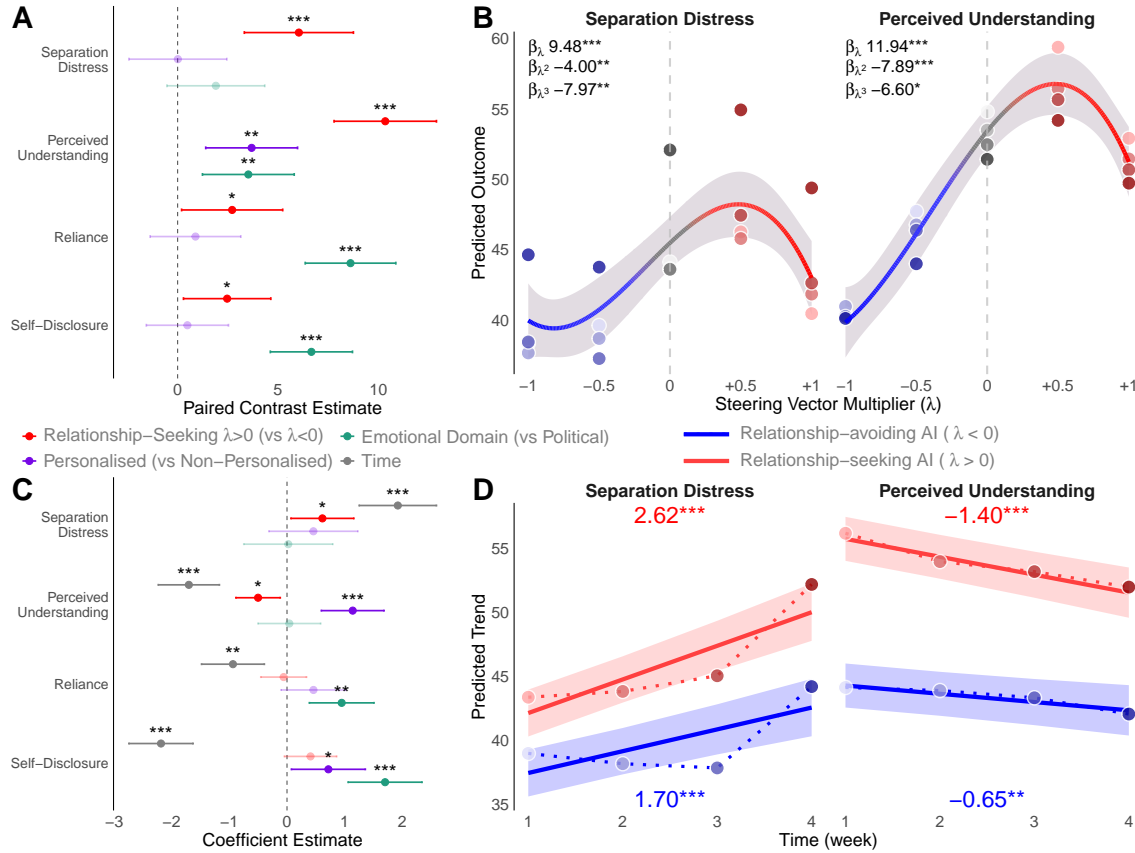 A
Separation
Distress
Perceived
Understanding
Reliance
Self−Disclosure
***
***
**
**
*
***
*
***
0
5
10
Paired Contrast Estimate
B
Separation Distress
Perceived Understanding
βλ 9.48***
βλ² −4.00**
βλ³ −7.97**
βλ 11.94***
βλ² −7.89***
βλ³ −6.60*
Predicted Outcome
60
55
50
45
40
−1
−0.5
0
+0.5
+1
−1
−0.5
0
+0.5
+1
Steering Vector Multiplier (λ)
Relationship−Seeking λ>0 (vs λ<0)
Emotional Domain (vs Political)
Personalised (vs Non−Personalised)
Time
Relationship−avoiding AI ( λ < 0)
Relationship−seeking AI ( λ > 0)
C
Separation
Distress
Perceived
Understanding
Reliance
Self−Disclosure
***
*
***
*
***
**
**
***
*
***
−3
−2
−1
0
1
2
Coefficient Estimate
D
Separation Distress
Perceived Understanding
2.62***
−1.40***
1.70***
−0.65**
Predicted Trend
55
50
45
40
35
1
2
3
4
1
2
3
4
Time (week)